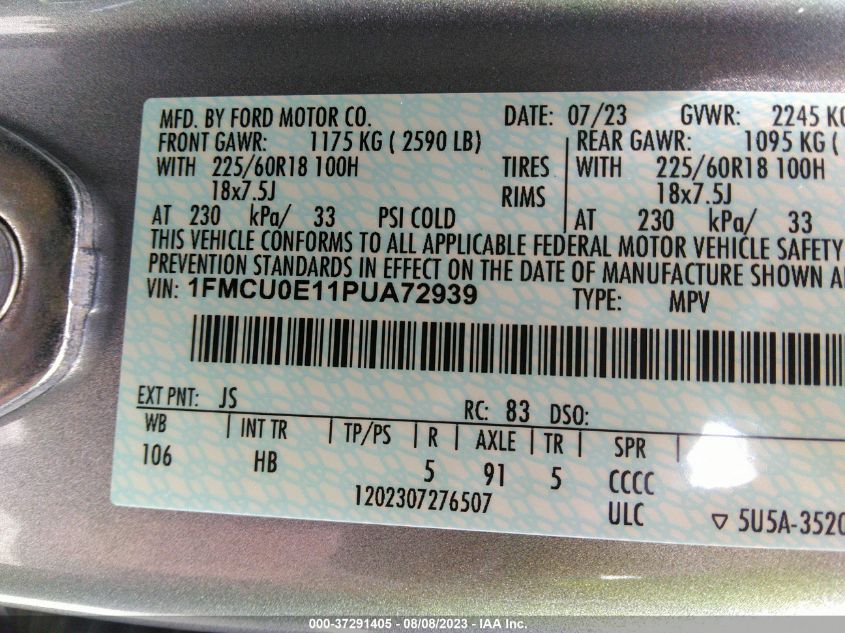 MFD. BY FORD MOTOR CO. DATE: 07/23 GVWR: 2245 KG
FRONT GAWR: 1175 KG ( 2590 LB) REAR GAWR: 1095 KG (
WITH 225/60R18 100H TIRES WITH 225/60R18 100H
18x7.5J RIMS 18x7.5J
AT 230 kPa/ 33 PSI COLD AT 230 kPa/ 33
THIS VEHICLE CONFORMS TO ALL APPLICABLE FEDERAL MOTOR VEHICLE SAFETY
PREVENTION STANDARDS IN EFFECT ON THE DATE OF MANUFACTURE SHOWN
VIN: 1FMCU0E11PUA72939 TYPE: MPV
EXT PNT: JS RC: 83 DSO:
WB INT TR TP/PS R AXLE TR SPR
106 HB 5 91 5 CCCC
1202307276507 ULC ▽ 5U5A-3520
000-37291405 - 08/08/2023 - IAA Inc.